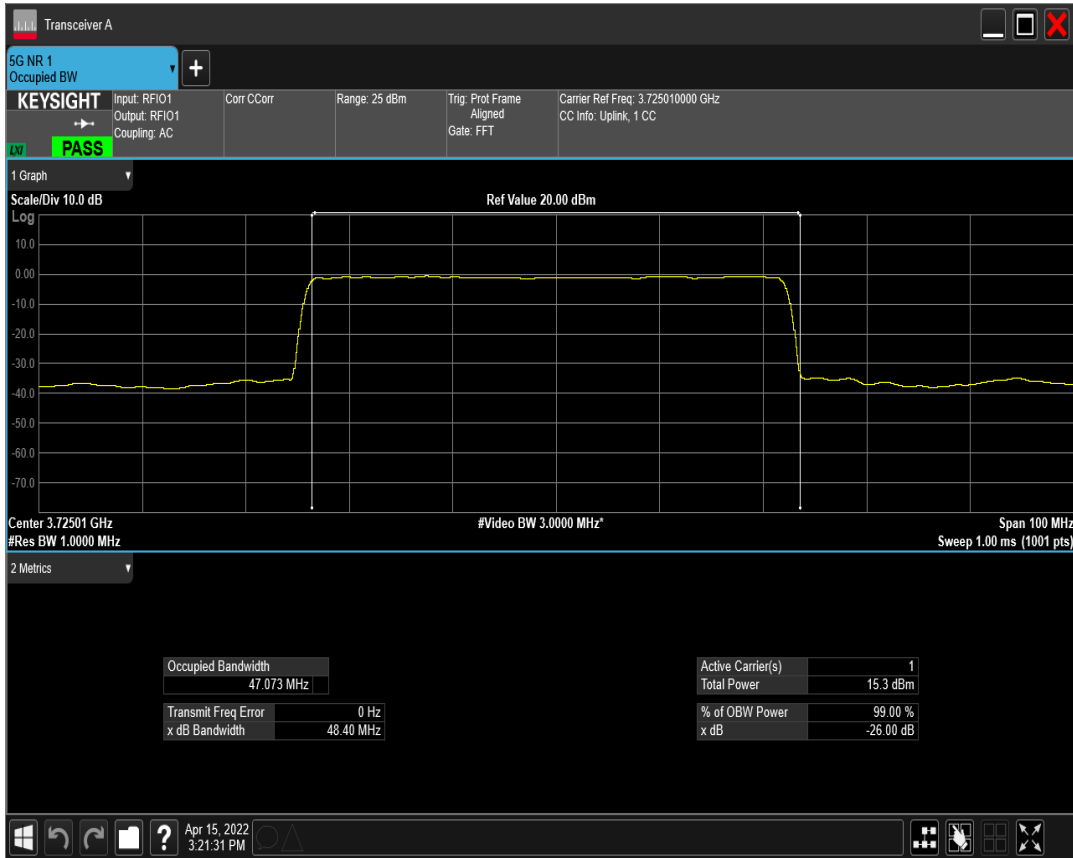 Transceiver A
5G NR 1
Occupied BW
KEYSIGHT
Input: RFIO1
Output: RFIO1
Coupling: AC
Corr CCorr
Range: 25 dBm
Trig: Prot Frame
Aligned
Gate: FFT
Carrier Ref Freq: 3.725010000 GHz
CC Info: Uplink, 1 CC
LXI
PASS
1 Graph
Scale/Div 10.0 dB
Ref Value 20.00 dBm
Log
10.0
0.00
-10.0
-20.0
-30.0
-40.0
-50.0
-60.0
-70.0
Center 3.72501 GHz
#Video BW 3.0000 MHz*
Span 100 MHz
#Res BW 1.0000 MHz
Sweep 1.00 ms (1001 pts)
2 Metrics
Occupied Bandwidth
47.073 MHz
Transmit Freq Error 0 Hz
x dB Bandwidth 48.40 MHz
Active Carrier(s) 1
Total Power 15.3 dBm
% of OBW Power 99.00 %
x dB -26.00 dB
Apr 15, 2022
3:21:31 PM